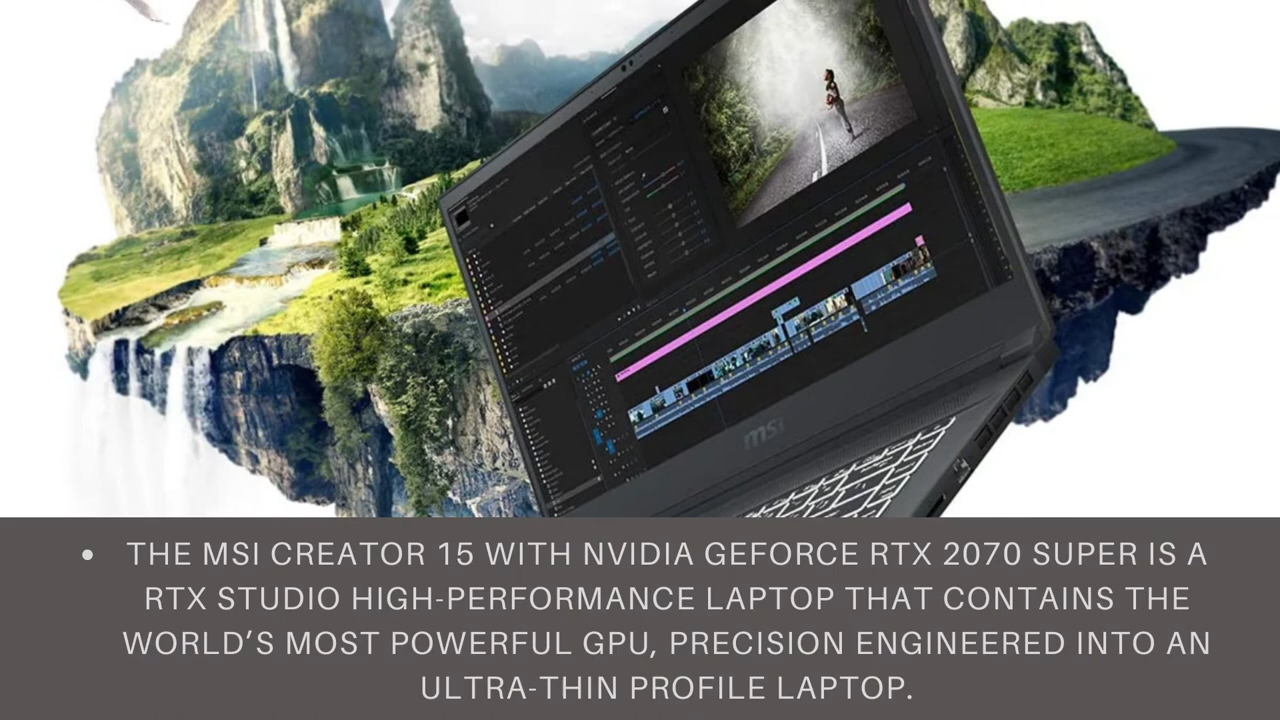 msi
• THE MSI CREATOR 15 WITH NVIDIA GEFORCE RTX 2070 SUPER IS A
RTX STUDIO HIGH-PERFORMANCE LAPTOP THAT CONTAINS THE
WORLD'S MOST POWERFUL GPU, PRECISION ENGINEERED INTO AN
ULTRA-THIN PROFILE LAPTOP.